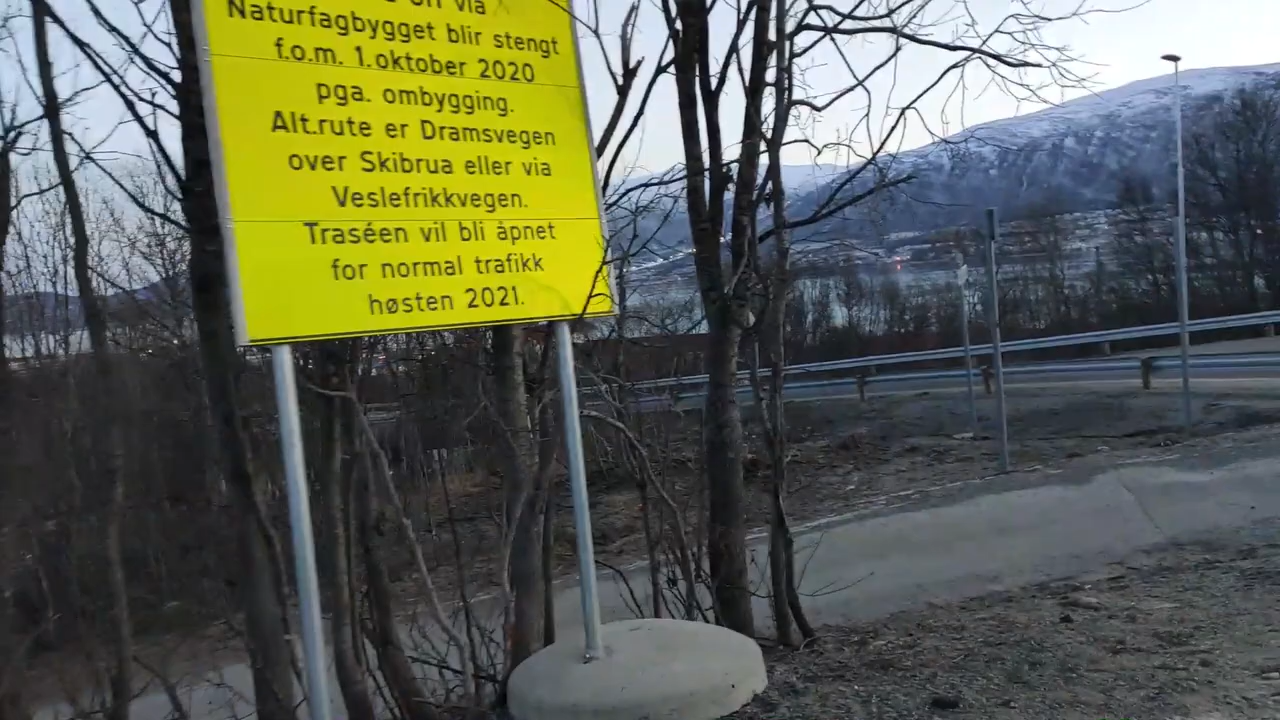 via
Naturfagbygget blir stengt
f.o.m. 1.oktober 2020
pga. ombygging.
Alt.rute er Dramsvegen
over Skibrua eller via
Veslefrikkvegen.
Traséen vil bli åpnet
for normal trafikk
høsten 2021.